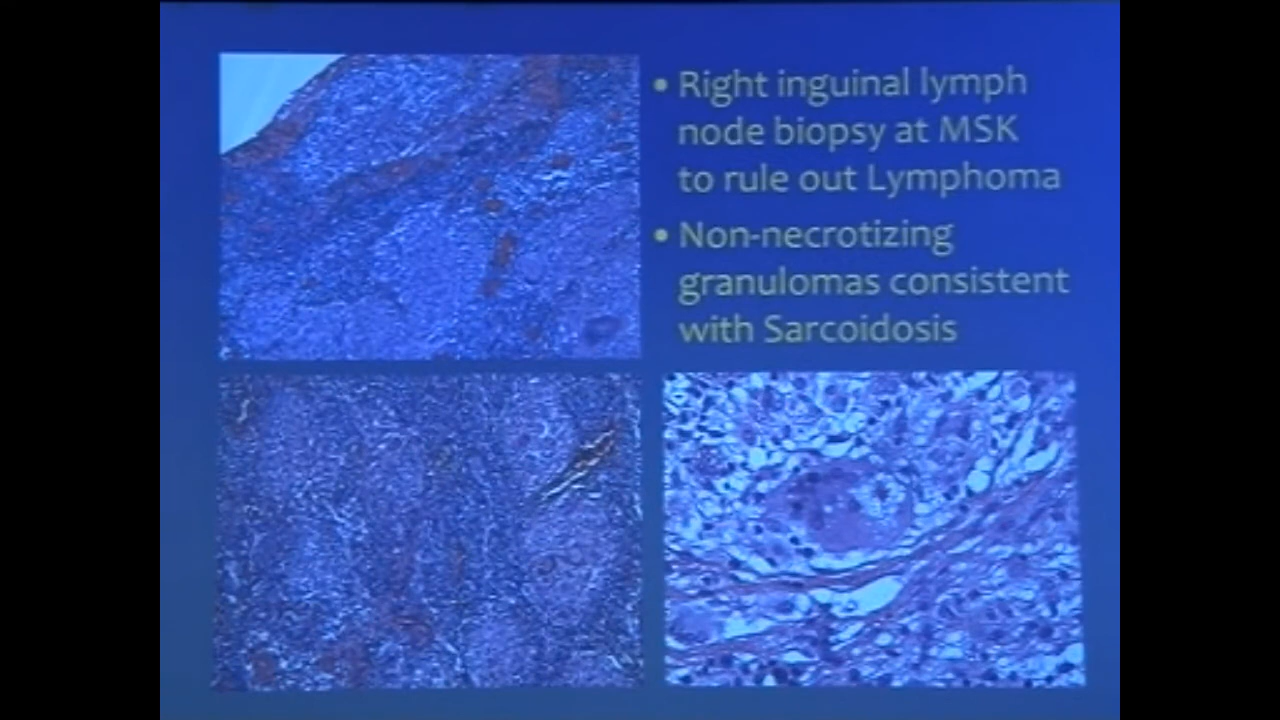 • Right inguinal lymph
node biopsy at MSK
to rule out Lymphoma
• Non-necrotizing
granulomas consistent
with Sarcoidosis